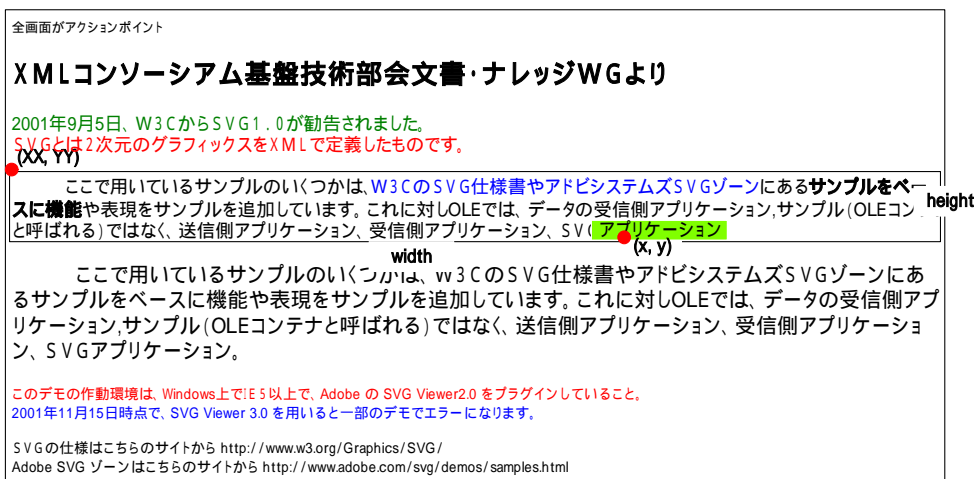 全画面がアクションポイント
XMLコンソーシアム基盤技術部会文書・ナレッジWGより
2001年9月5日、W3CからSVG1.0が勧告されました。
SVGとは2次元のグラフィックスをXMLで定義したものです。
(XX, YY)
ここで用いているサンプルのいくつかは、W3CのSVG仕様書やアドビシステムズSVGゾーンにあるサンプルをベー
height
スに機能や表現をサンプルを追加しています。これに対しOLEでは、データの受信側アプリケーション,サンプル(OLEコン
と呼ばれる)ではなく、送信側アプリケーション、受信側アプリケーション、SVG アプリケーション
(x, y)
width
ここで用いているサンプルのいくつかは、W3CのSVG仕様書やアドビシステムズSVGゾーンにあ
るサンプルをベースに機能や表現をサンプルを追加しています。これに対しOLEでは、データの受信側アプ
リケーション,サンプル(OLEコンテナと呼ばれる)ではなく、送信側アプリケーション、受信側アプリケーショ
ン、SVGアプリケーション。
このデモの作動環境は、Windows上でIE5以上で、Adobe の SVG Viewer2.0 をプラグインしていること。
2001年11月15日時点で、SVG Viewer 3.0 を用いると一部のデモでエラーになります。
SVGの仕様はこちらのサイトから http://www.w3.org/Graphics/SVG/
Adobe SVG ゾーンはこちらのサイトから http://www.adobe.com/svg/demos/samples.html